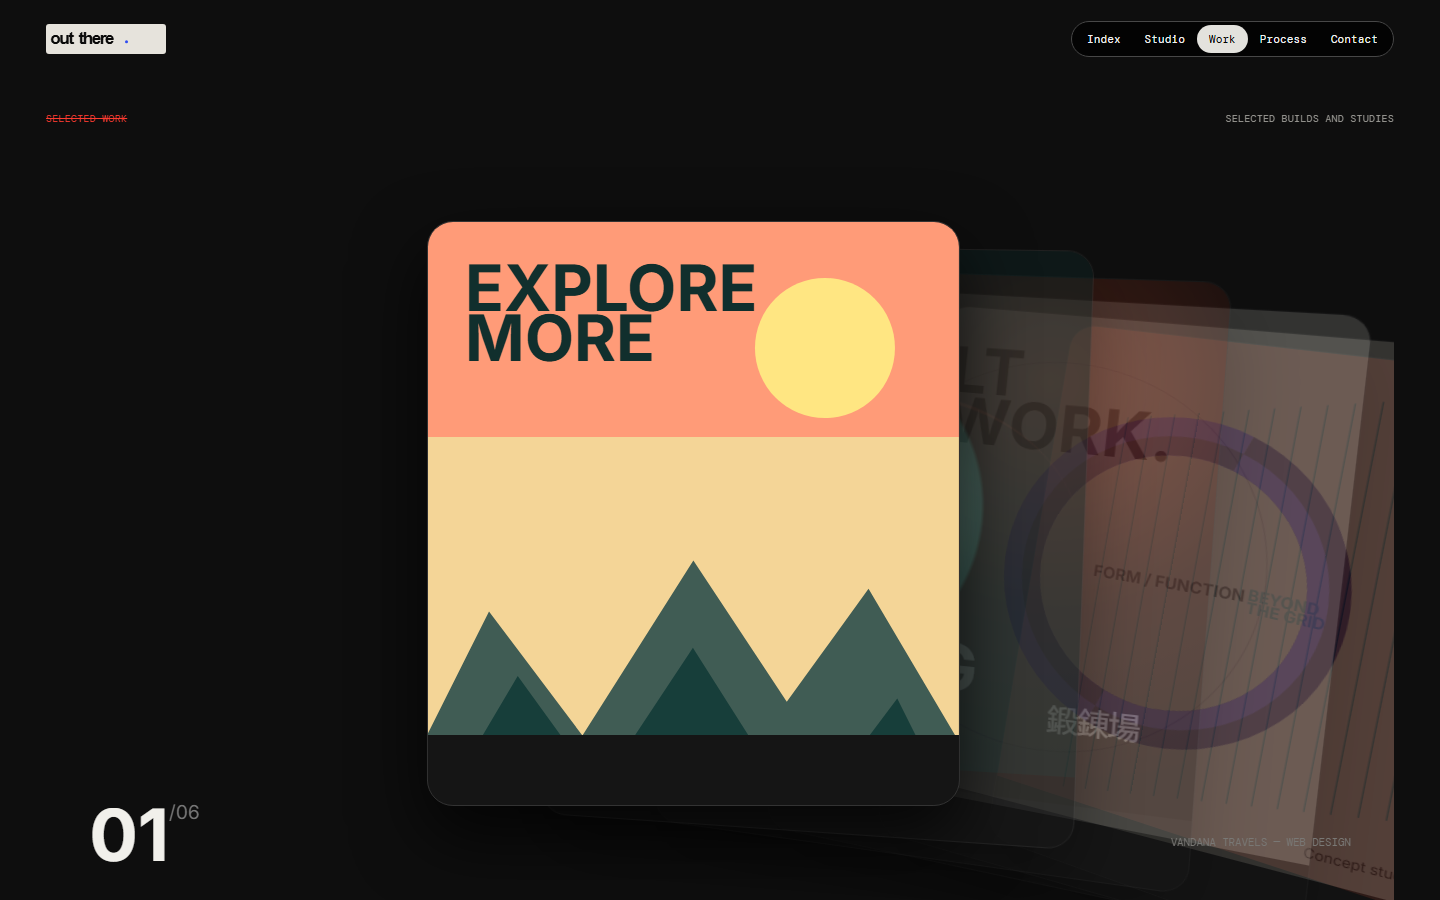 out there .
Index Studio Work Process Contact
SELECTED WORK
SELECTED BUILDS AND STUDIES
EXPLORE
MORE
LT
WORK.
FORM / FUNCTION
BEYOND
THE GRID
G
鍛錬場
01/06
VANDANA TRAVELS — WEB DESIGN
Concept stu